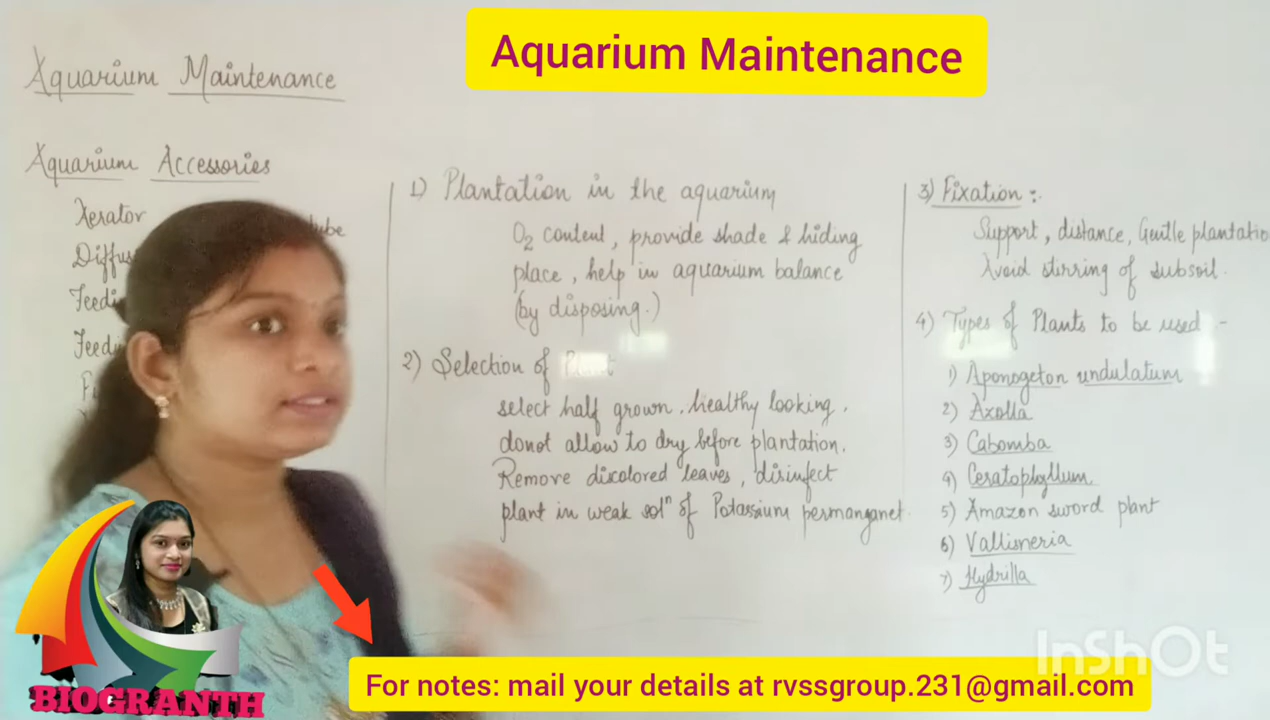 Aquarium Maintenance
Aquarium Maintenance
Aquarium Accessories
Aerator
tube
Diffus
Feedi
Feedi
1) Plantation in the aquarium
O2 content, provide shade & hiding
place, help in aquarium balance
(by disposing.)
2) Selection of Plant
select half grown, healthy looking,
donot allow to dry before plantation.
Remove discolored leaves, disinfect
plant in weak solⁿ of Potassium permanganet.
3) Fixation :-
Support, distance, Gentle plantatio
Avoid stirring of subsoil.
4) Types of Plants to be used -
1) Aponogeton undulatum
2) Azolla
3) Cabomba
4) Ceratophyllum
5) Amazon sword plant
6) Vallisneria
7) Hydrilla
InShOt
BIOGRANTH
For notes: mail your details at rvssgroup.231@gmail.com